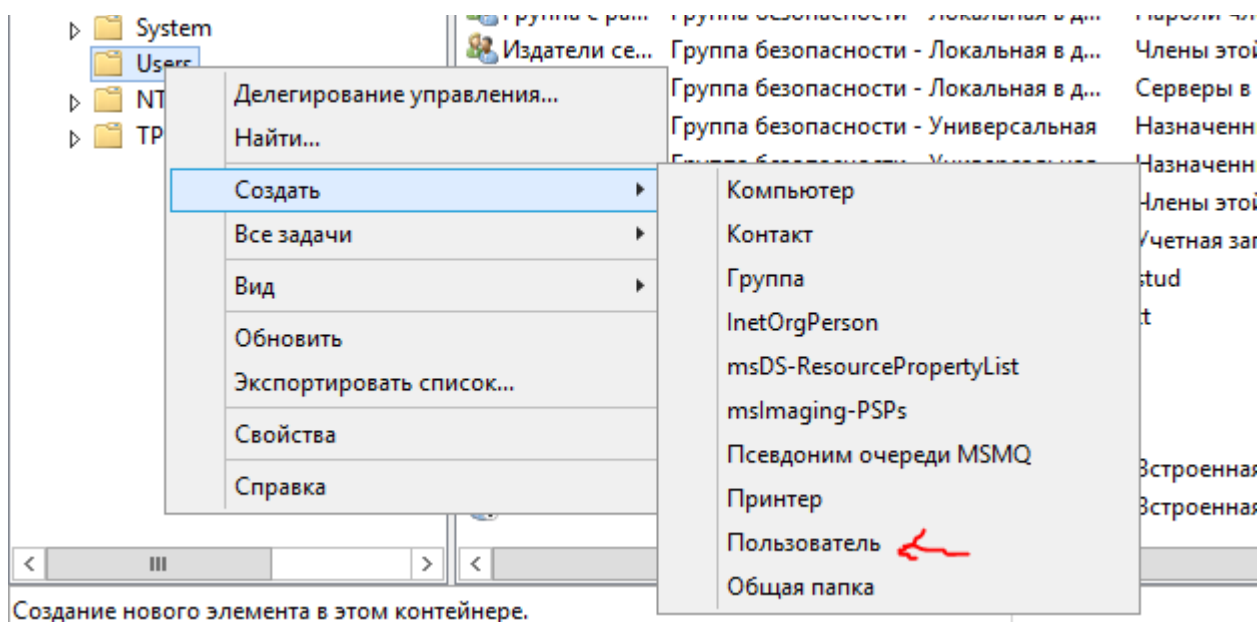 System
Users
NT
TP
Издатели се... Группа безопасности - Локальная в д... Члены этой
Группа безопасности - Локальная в д... Серверы в
Группа безопасности - Универсальная Назначенн
Назначенн
Члены этой
Учетная зап
stud
tt
Встроенная
Встроенная
Делегирование управления...
Найти...
Создать
Все задачи
Вид
Обновить
Экспортировать список...
Свойства
Справка
Компьютер
Контакт
Группа
InetOrgPerson
msDS-ResourcePropertyList
msImaging-PSPs
Псевдоним очереди MSMQ
Принтер
Пользователь
Общая папка
Создание нового элемента в этом контейнере.